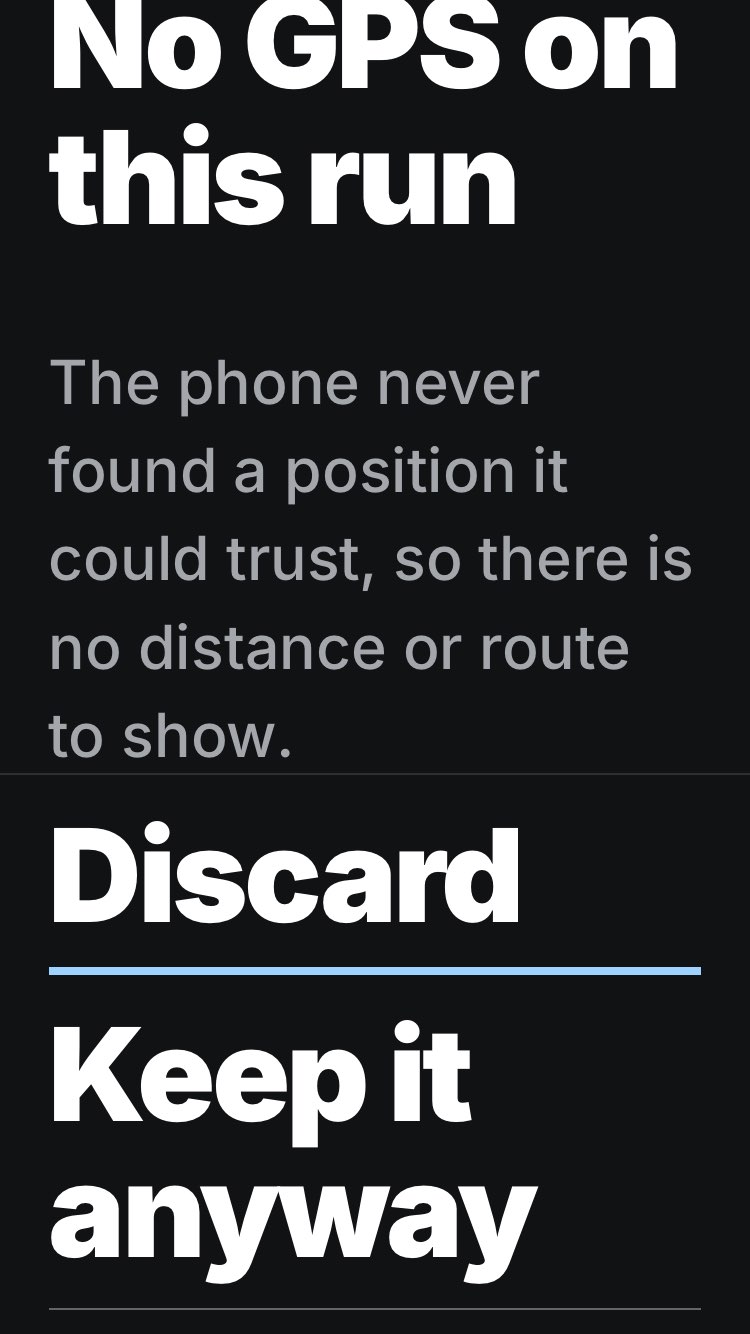 No GPS on
this run
The phone never
found a position it
could trust, so there is
no distance or route
to show.
Discard
Keep it
anyway